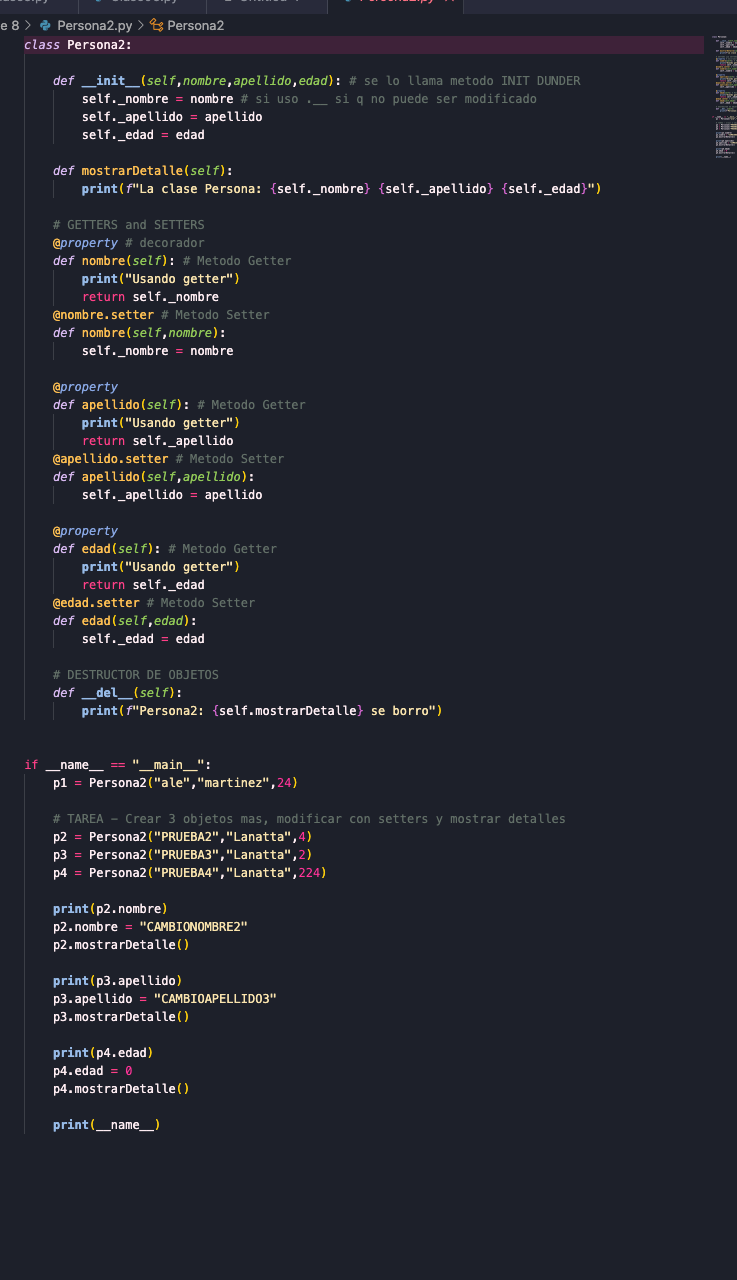 e 8 > Persona2.py > Persona2
class Persona2:
    def __init__(self,nombre,apellido,edad): # se lo llama metodo INIT DUNDER
        self._nombre = nombre # si uso .__ si q no puede ser modificado
        self._apellido = apellido
        self._edad = edad
    def mostrarDetalle(self):
        print(f"La clase Persona: {self._nombre} {self._apellido} {self._edad}")
    # GETTERS and SETTERS
    @property # decorador
    def nombre(self): # Metodo Getter
        print("Usando getter")
        return self._nombre
    @nombre.setter # Metodo Setter
    def nombre(self,nombre):
        self._nombre = nombre
    @property
    def apellido(self): # Metodo Getter
        print("Usando getter")
        return self._apellido
    @apellido.setter # Metodo Setter
    def apellido(self,apellido):
        self._apellido = apellido
    @property
    def edad(self): # Metodo Getter
        print("Usando getter")
        return self._edad
    @edad.setter # Metodo Setter
    def edad(self,edad):
        self._edad = edad
    # DESTRUCTOR DE OBJETOS
    def __del__(self):
        print(f"Persona2: {self.mostrarDetalle} se borro")
if __name__ == "__main__":
    p1 = Persona2("ale","martinez",24)
    # TAREA - Crear 3 objetos mas, modificar con setters y mostrar detalles
    p2 = Persona2("PRUEBA2","Lanatta",4)
    p3 = Persona2("PRUEBA3","Lanatta",2)
    p4 = Persona2("PRUEBA4","Lanatta",224)
    print(p2.nombre)
    p2.nombre = "CAMBIONOMBRE2"
    p2.mostrarDetalle()
    print(p3.apellido)
    p3.apellido = "CAMBIOAPELLIDO3"
    p3.mostrarDetalle()
    print(p4.edad)
    p4.edad = 0
    p4.mostrarDetalle()
    print(__name__)